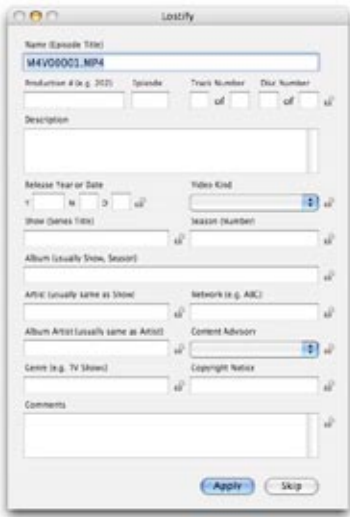 Lostify
Name (Episode Title)
M4V00001.MP4
Production # (e.g. 202) Episode Track Number Disc Number
of of
Description
Release Year or Date Video Kind
Y M D
Show (Series Title) Season (Number)
Album (usually Show, Season)
Artist (usually same as Show) Network (e.g. ABC)
Album Artist (usually same as Artist) Content Advisory
Genre (e.g. TV Shows) Copyright Notice
Comments
Apply Skip